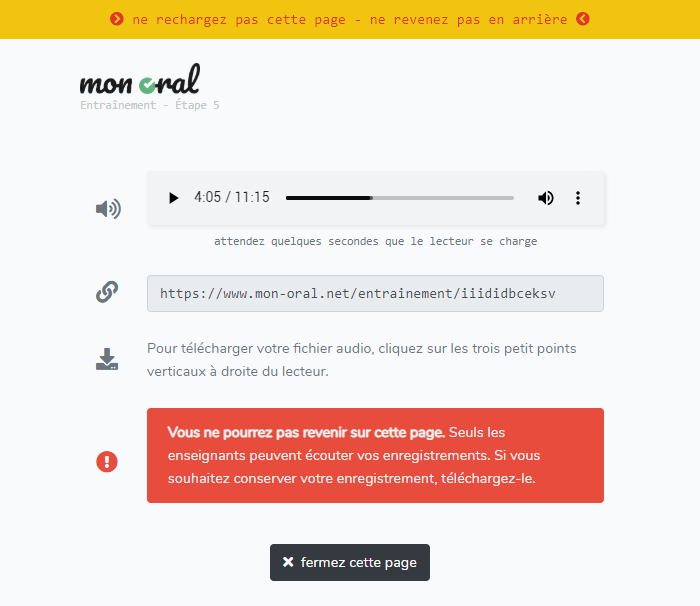 ne rechargez pas cette page - ne revenez pas en arrière
mon oral
Entraînement - Étape 5
4:05 / 11:15
attendez quelques secondes que le lecteur se charge
https://www.mon-oral.net/entrainement/iiididbceksv
Pour télécharger votre fichier audio, cliquez sur les trois petit points
verticaux à droite du lecteur.
Vous ne pourrez pas revenir sur cette page. Seuls les
enseignants peuvent écouter vos enregistrements. Si vous
souhaitez conserver votre enregistrement, téléchargez-le.
fermez cette page